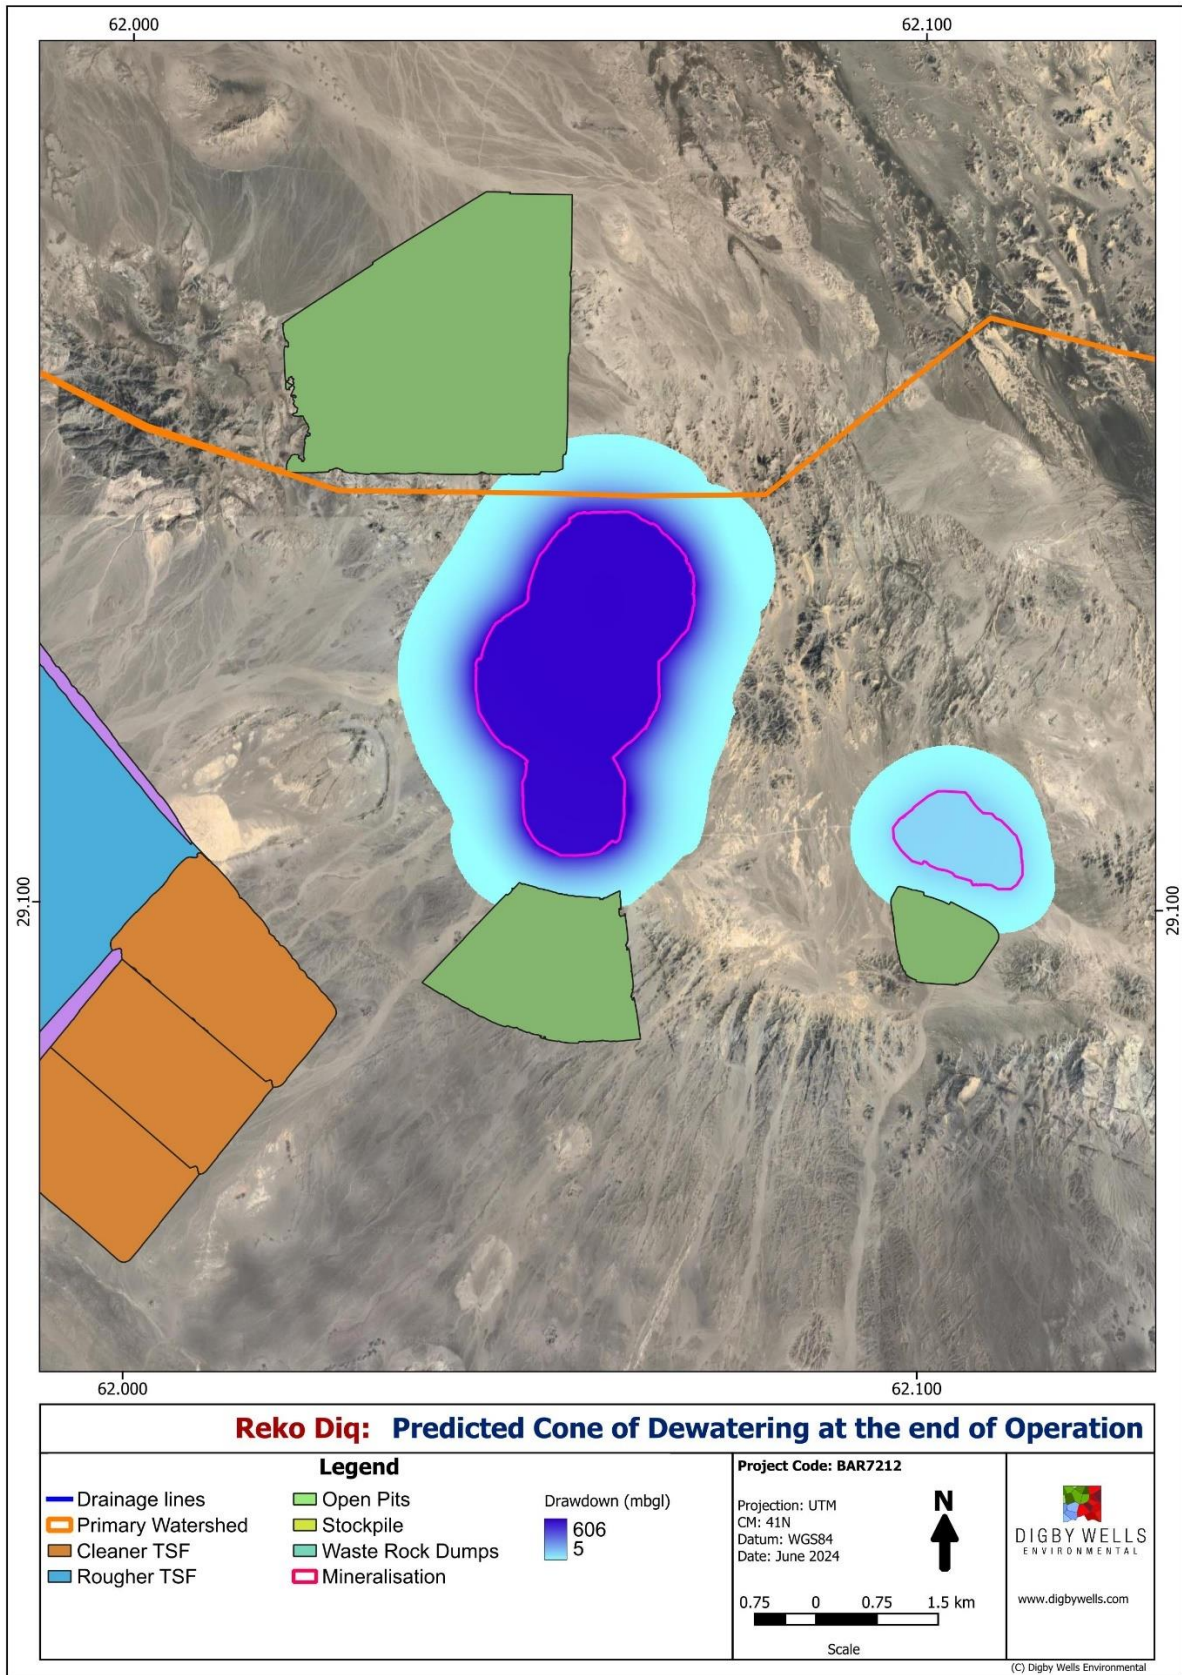 62.000
62.100
29.100
29.100
62.000
62.100
Reko Diq: Predicted Cone of Dewatering at the end of Operation
Legend
Drainage lines
Primary Watershed
Cleaner TSF
Rougher TSF
Open Pits
Stockpile
Waste Rock Dumps
Mineralisation
Drawdown (mbgl)
606
5
Project Code: BAR7212
Projection: UTM
CM: 41N
Datum: WGS84
Date: June 2024
N
0.75 0 0.75 1.5 km
Scale
DIGBY WELLS
ENVIRONMENTAL
www.digbywells.com
(C) Digby Wells Environmental